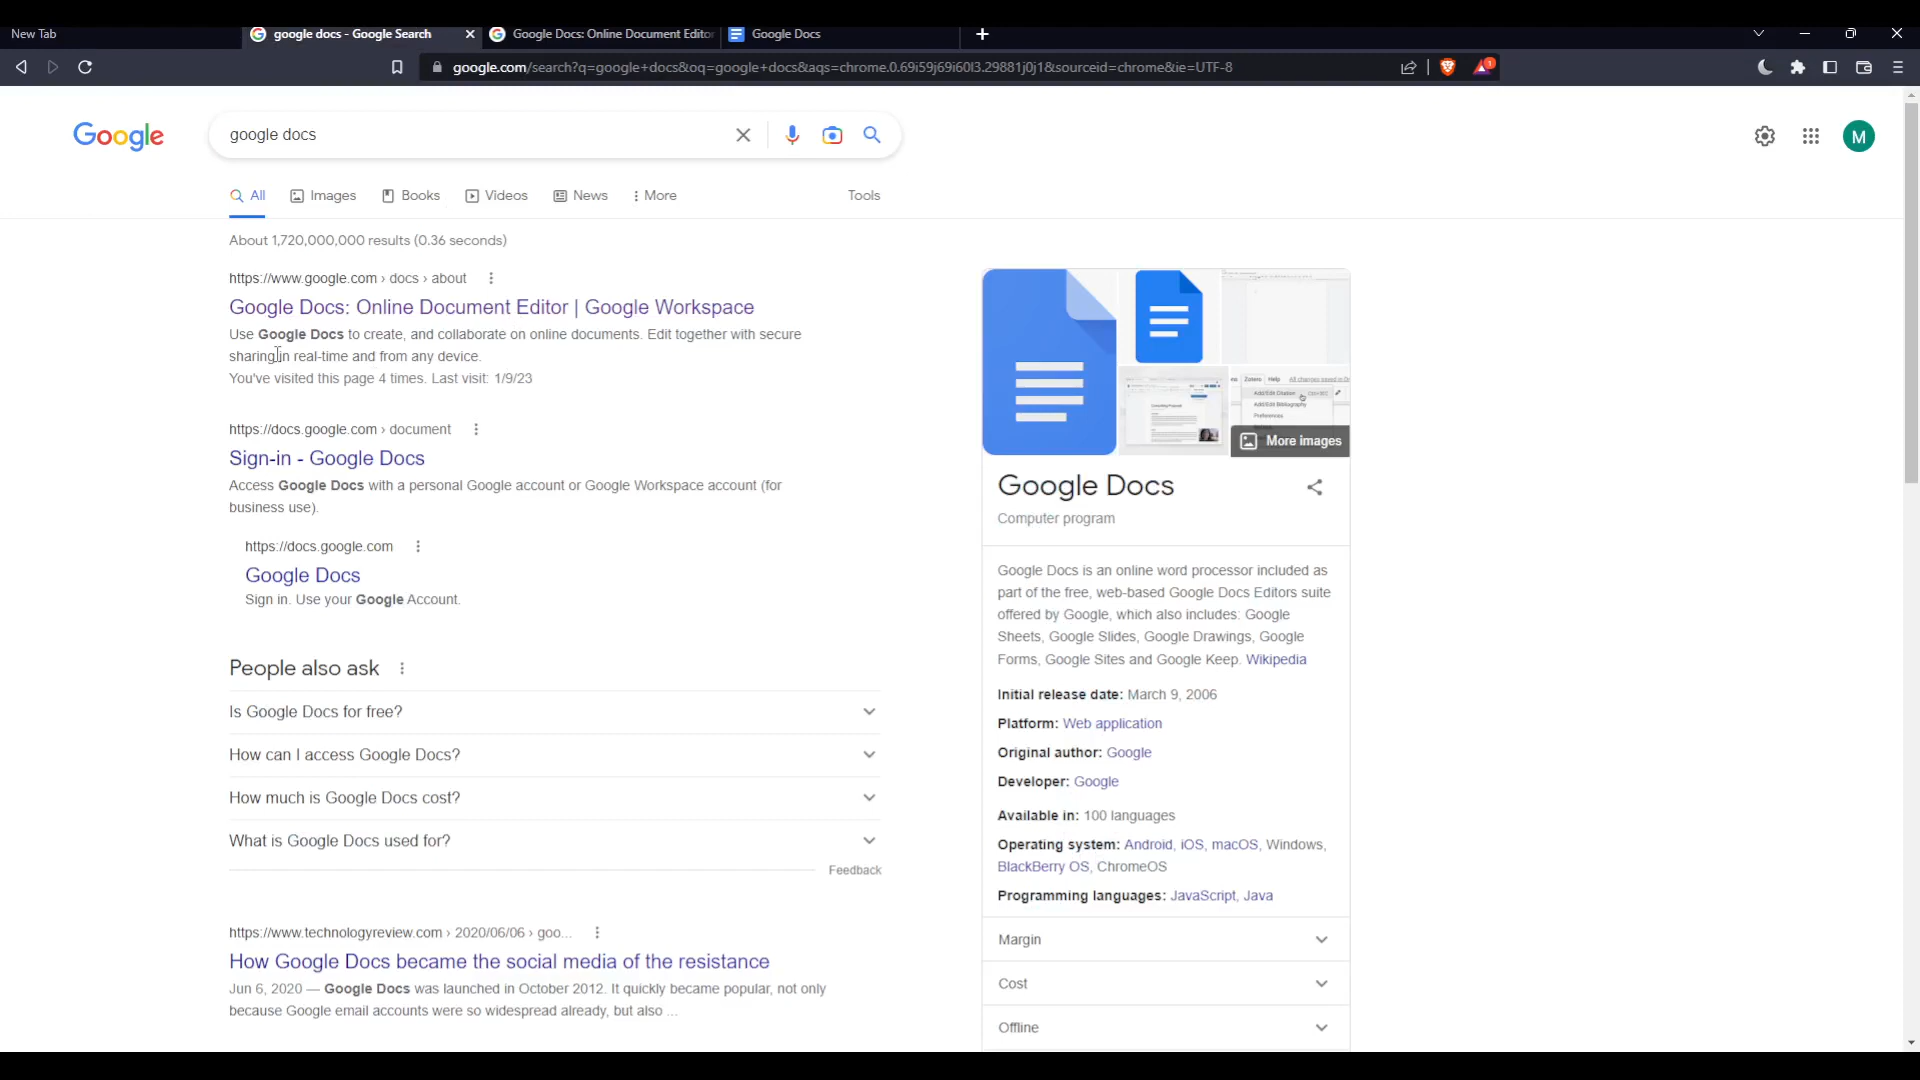 New Tab
google docs - Google Search
Google Docs: Online Document Editor
Google Docs
google.com/search?q=google+docs&oq=google+docs&aqs=chrome.0.69i59j69i60l3.29881j0j1&sourceid=chrome&ie=UTF-8
1
Google
google docs
M
All
Images
Books
Videos
News
More
Tools
About 1,720,000,000 results (0.36 seconds)
https://www.google.com › docs › about
Google Docs: Online Document Editor | Google Workspace
Use Google Docs to create, and collaborate on online documents. Edit together with secure
sharing in real-time and from any device.
You've visited this page 4 times. Last visit: 1/9/23
https://docs.google.com › document
Sign-in - Google Docs
Access Google Docs with a personal Google account or Google Workspace account (for
business use).
https://docs.google.com
Google Docs
Sign in. Use your Google Account.
People also ask
Is Google Docs for free?
How can I access Google Docs?
How much is Google Docs cost?
What is Google Docs used for?
Feedback
https://www.technologyreview.com › 2020/06/06 › goo...
How Google Docs became the social media of the resistance
Jun 6, 2020 — Google Docs was launched in October 2012. It quickly became popular, not only
because Google email accounts were so widespread already, but also ...
Zotero Help
Add/Edit Citation
Add/Edit Bibliography
Preferences
More images
Google Docs
Computer program
Google Docs is an online word processor included as
part of the free, web-based Google Docs Editors suite
offered by Google, which also includes: Google
Sheets, Google Slides, Google Drawings, Google
Forms, Google Sites and Google Keep. Wikipedia
Initial release date: March 9, 2006
Platform: Web application
Original author: Google
Developer: Google
Available in: 100 languages
Operating system: Android, iOS, macOS, Windows,
BlackBerry OS, ChromeOS
Programming languages: JavaScript, Java
Margin
Cost
Offline